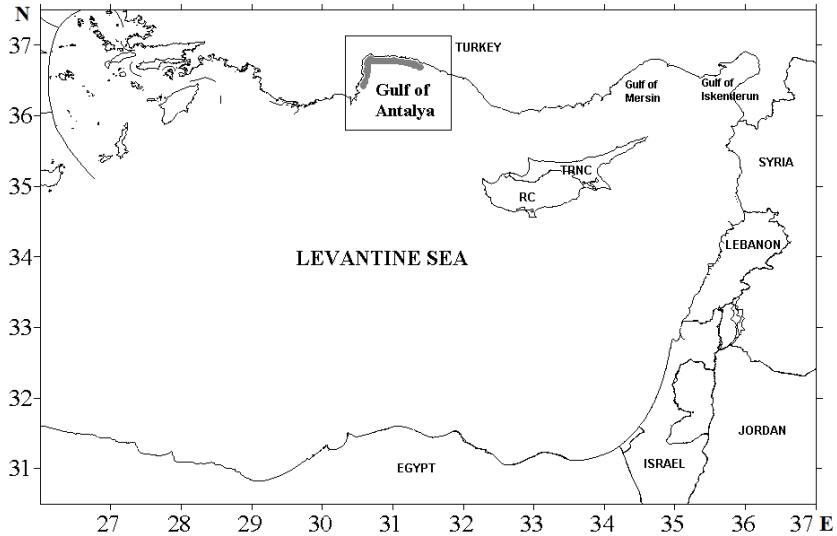 N
37
TURKEY
Gulf of
Antalya
Gulf of
Mersin
Gulf of
Iskenderun
36
SYRIA
TRNC
35
RC
LEBANON
34
LEVANTINE SEA
33
32
JORDAN
31
EGYPT
ISRAEL
27 28 29 30 31 32 33 34 35 36 37 E